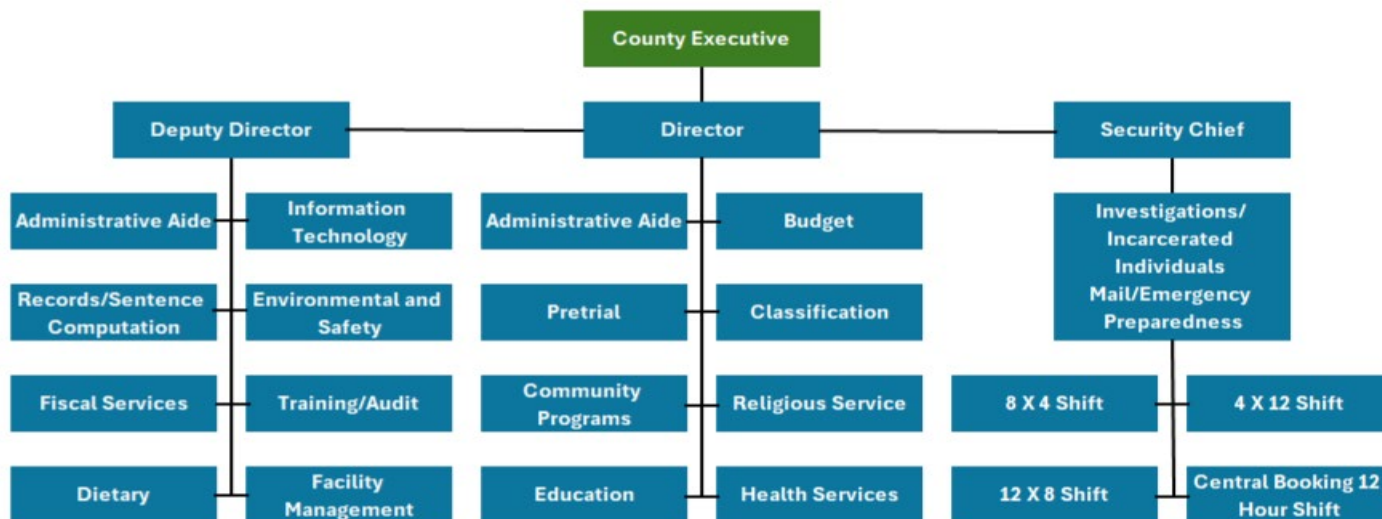 County Executive
Deputy Director
Director
Security Chief
Administrative Aide
Information
Technology
Administrative Aide
Budget
Investigations/
Incarcerated
Individuals
Mail/Emergency
Preparedness
Records/Sentence
Computation
Environmental and
Safety
Pretrial
Classification
Fiscal Services
Training/Audit
Community
Programs
Religious Service
8 X 4 Shift
4 X 12 Shift
Dietary
Facility
Management
Education
Health Services
12 X 8 Shift
Central Booking 12
Hour Shift